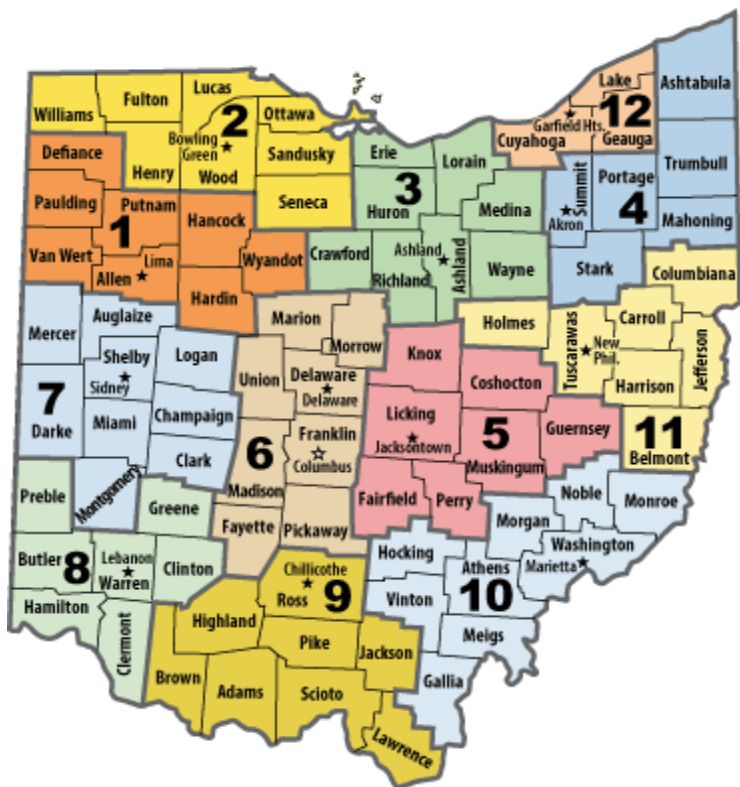 Williams
Fulton
Lucas
2
Ottawa
Bowling
Green
Henry
Wood
Sandusky
Seneca
Defiance
Paulding
Putnam
Hancock
1
Van Wert
Lima
Allen
Wyandot
Hardin
Erie
Lorain
3
Huron
Medina
Crawford
Ashland
Richland
Ashland
Wayne
Lake
12
Garfield Hts.
Cuyahoga
Geauga
Ashtabula
Summit
Portage
Trumbull
4
Akron
Mahoning
Stark
Columbiana
Holmes
Tuscarawas
Carroll
New
Phil.
Jefferson
Harrison
11
Belmont
Mercer
Auglaize
Shelby
Logan
Sidney
7
Darke
Miami
Champaign
Clark
Montgomery
Marion
Morrow
Union
Delaware
Delaware
Franklin
Columbus
6
Madison
Fayette
Pickaway
Knox
Coshocton
Licking
Jacksontown
5
Guernsey
Muskingum
Fairfield
Perry
Preble
Greene
Butler
8
Lebanon
Warren
Clinton
Hamilton
Clermont
Chillicothe
Ross
9
Highland
Pike
Jackson
Brown
Adams
Scioto
Lawrence
Noble
Monroe
Morgan
Washington
Marietta
Hocking
Athens
Vinton
10
Meigs
Gallia